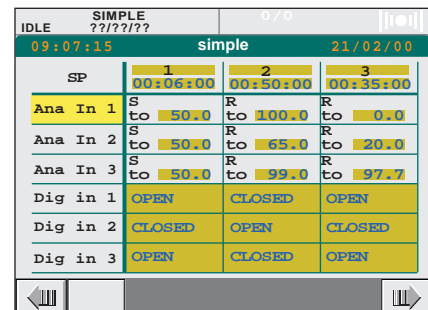 SIMPLE 0/0
IDLE ??/??/??
09:07:15 simple 21/02/00
SP 1 2 3
00:06:00 00:50:00 00:35:00
Ana In 1 S to 50.0 R to 100.0 R to 0.0
Ana In 2 S to 50.0 R to 65.0 R to 20.0
Ana In 3 S to 50.0 R to 99.0 R to 97.7
Dig in 1 OPEN CLOSED OPEN
Dig in 2 CLOSED OPEN CLOSED
Dig in 3 OPEN CLOSED OPEN